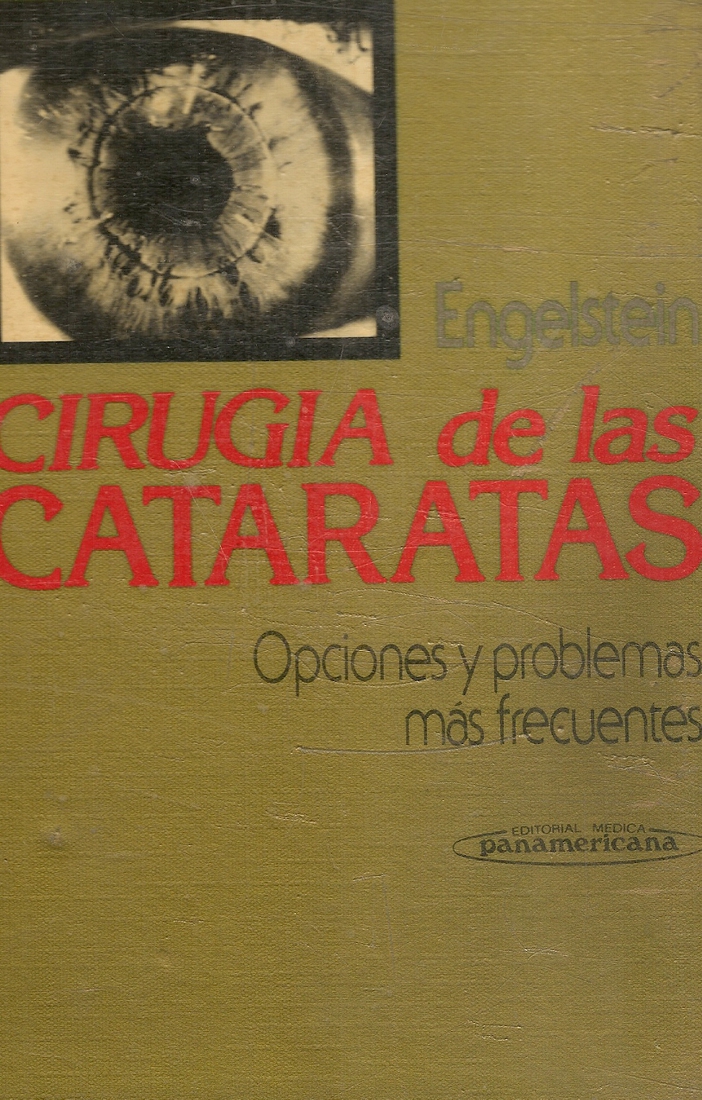 Engelstein
CIRUGIA de las
CATARATAS
Opciones y problemas
más frecuentes
EDITORIAL MEDICA
panamericana